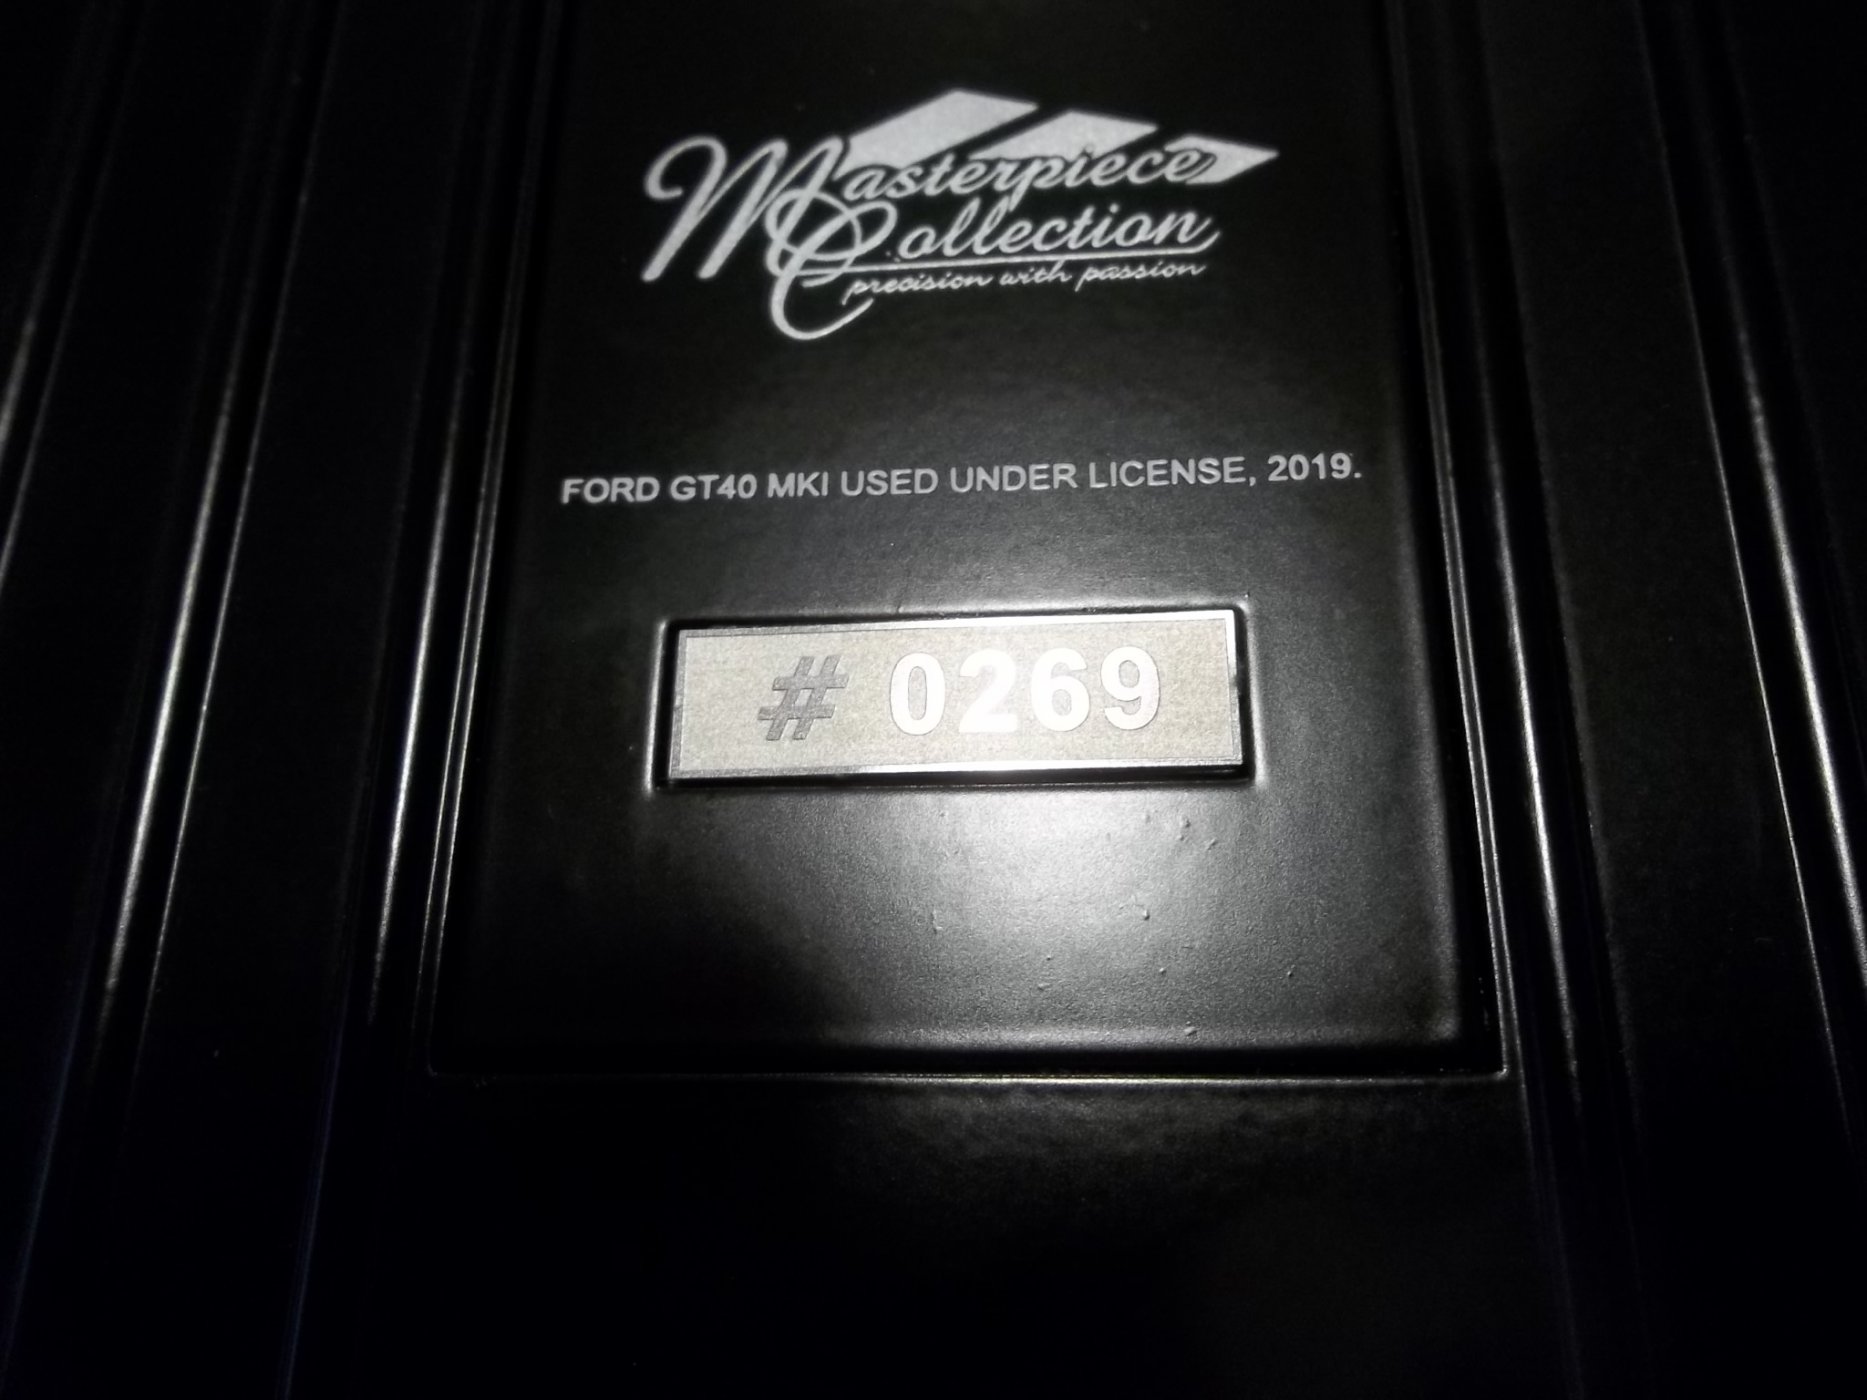 Masterpiece
Collection
precision with passion
FORD GT40 MKI USED UNDER LICENSE, 2019.
# 0269